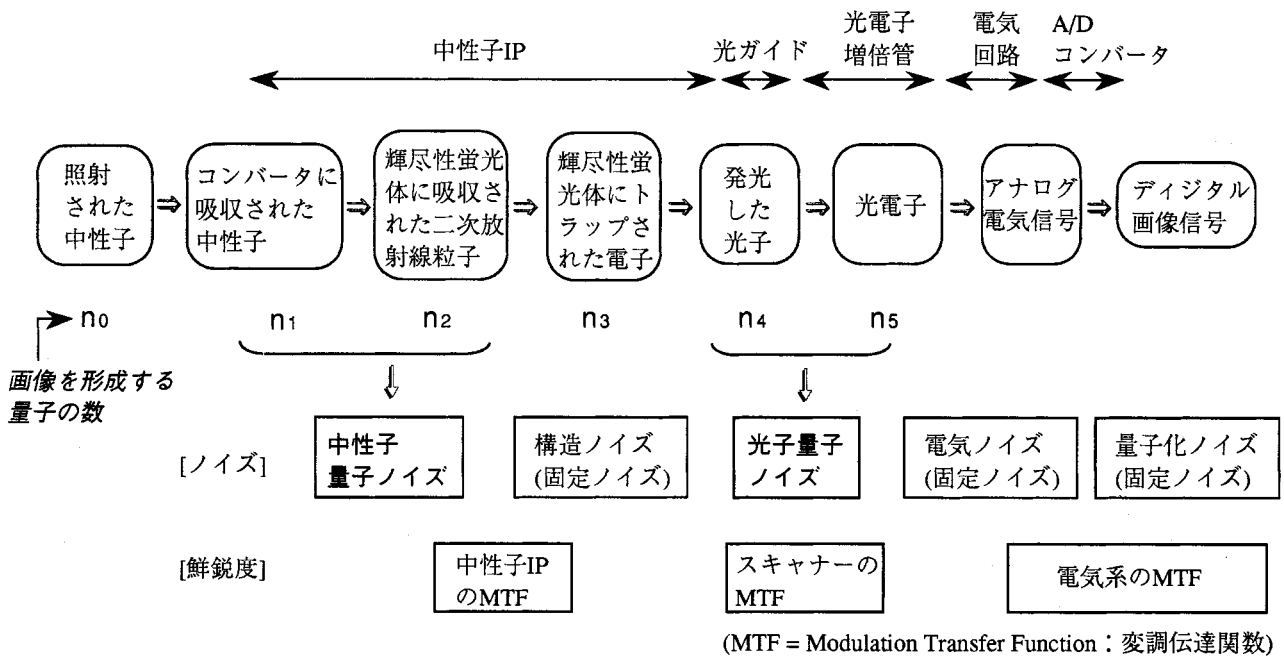 中性子IP
光ガイド
光電子
増倍管
電気
回路
A/D
コンバータ
照射
された
中性子
⇒
コンバータに
吸収された
中性子
⇒
輝尽性蛍光
体に吸収さ
れた二次放
射線粒子
⇒
輝尽性蛍
光体にト
ラップさ
れた電子
⇒
発光
した
光子
⇒
光電子
⇒
アナログ
電気信号
⇒
ディジタル
画像信号
n0
n1
n2
n3
n4
n5
画像を形成する
量子の数
[ノイズ]
中性子
量子ノイズ
構造ノイズ
(固定ノイズ)
光子量子
ノイズ
電気ノイズ
(固定ノイズ)
量子化ノイズ
(固定ノイズ)
[鮮鋭度]
中性子IP
のMTF
スキャナーの
MTF
電気系のMTF
(MTF = Modulation Transfer Function：変調伝達関数)